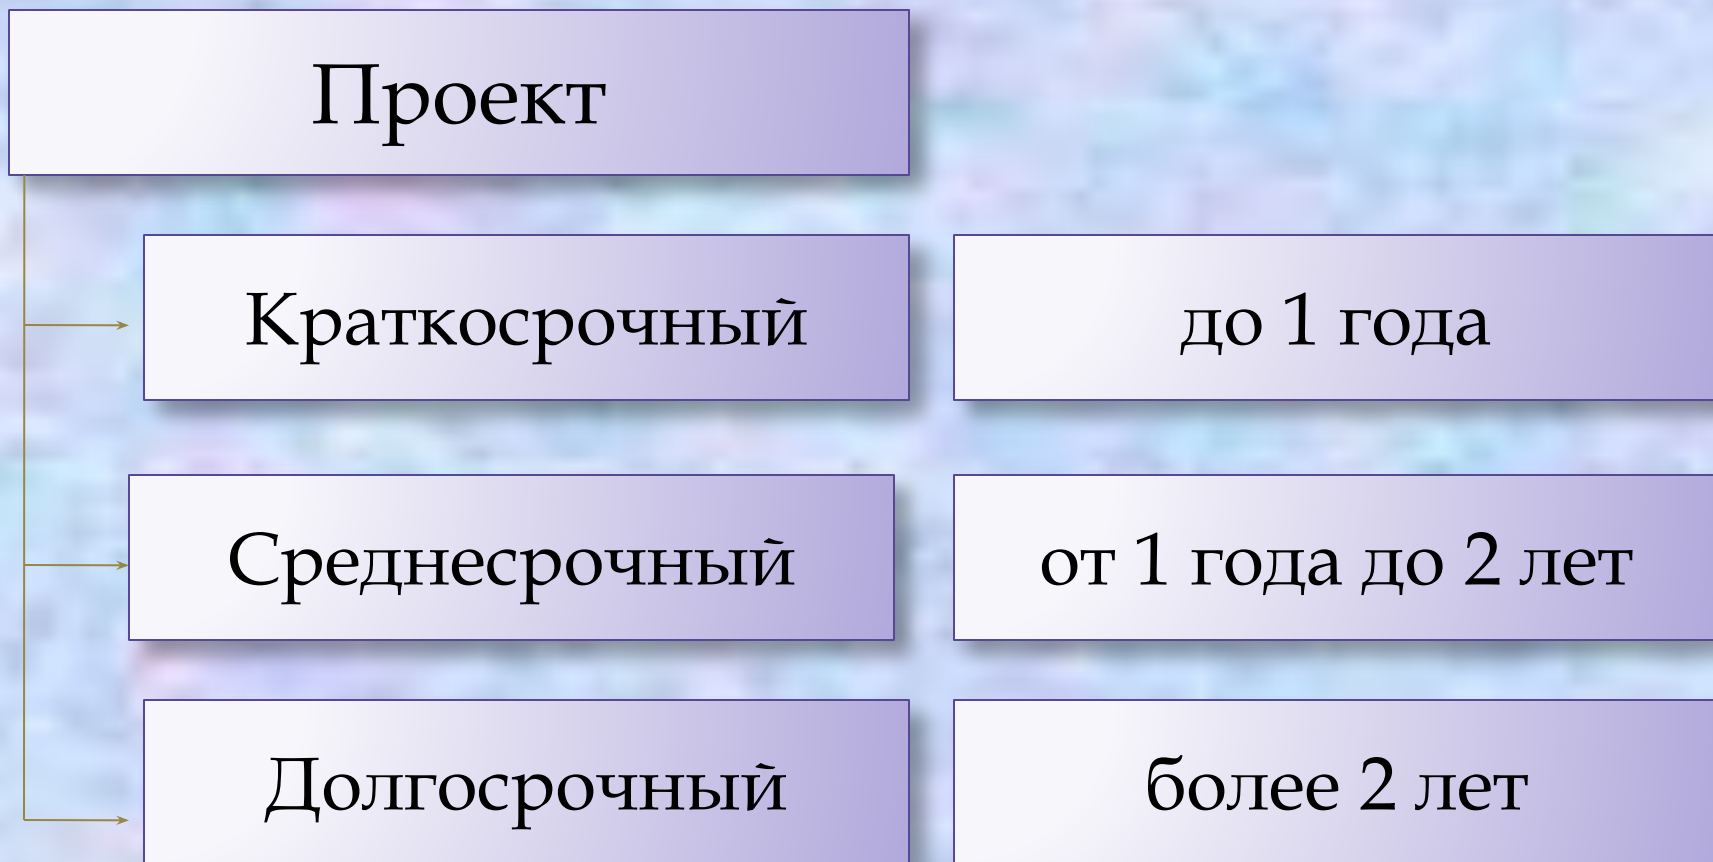 Проект
Краткосрочный
до 1 года
Среднесрочный
от 1 года до 2 лет
Долгосрочный
более 2 лет